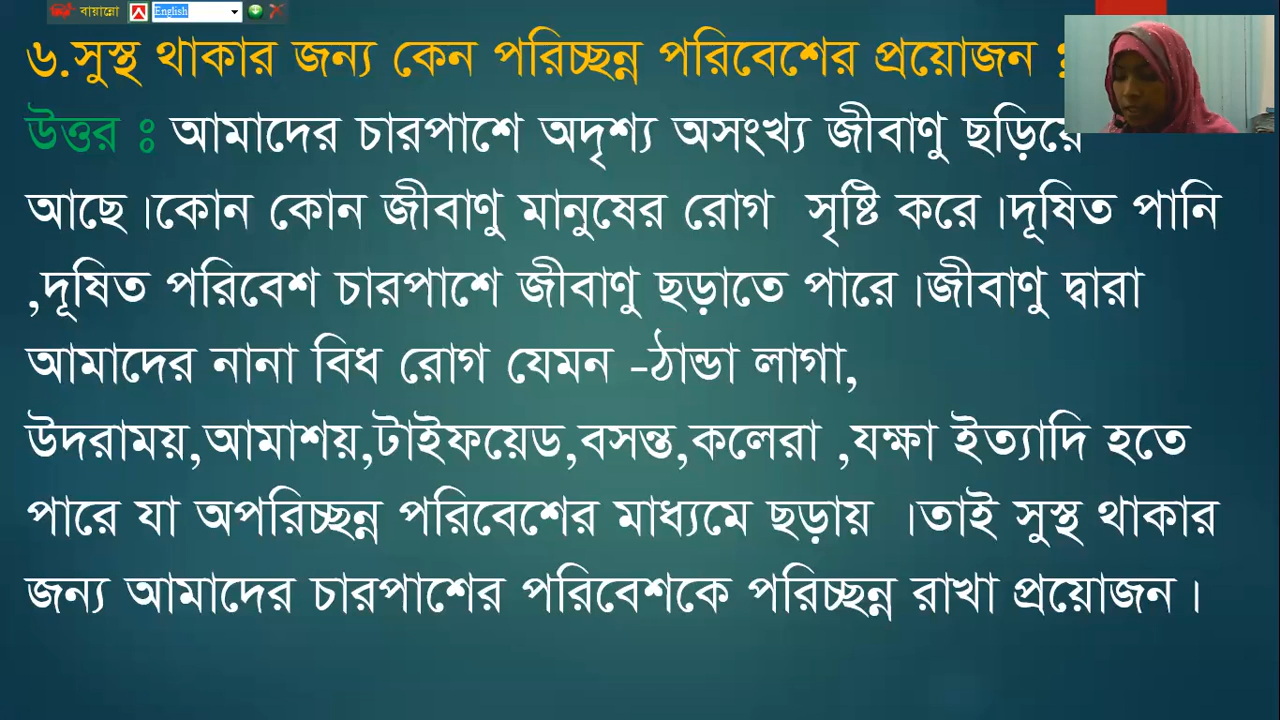 বায়ান্নো English
৬.সুস্থ থাকার জন্য কেন পরিচ্ছন্ন পরিবেশের প্রয়োজন
উত্তর ঃ আমাদের চারপাশে অদৃশ্য অসংখ্য জীবাণু ছড়িয়ে
আছে।কোন কোন জীবাণু মানুষের রোগ সৃষ্টি করে।দূষিত পানি
,দূষিত পরিবেশ চারপাশে জীবাণু ছড়াতে পারে।জীবাণু দ্বারা
আমাদের নানা বিধ রোগ যেমন -ঠান্ডা লাগা,
উদরাময়,আমাশয়,টাইফয়েড,বসন্ত,কলেরা ,যক্ষা ইত্যাদি হতে
পারে যা অপরিচ্ছন্ন পরিবেশের মাধ্যমে ছড়ায় ।তাই সুস্থ থাকার
জন্য আমাদের চারপাশের পরিবেশকে পরিচ্ছন্ন রাখা প্রয়োজন।